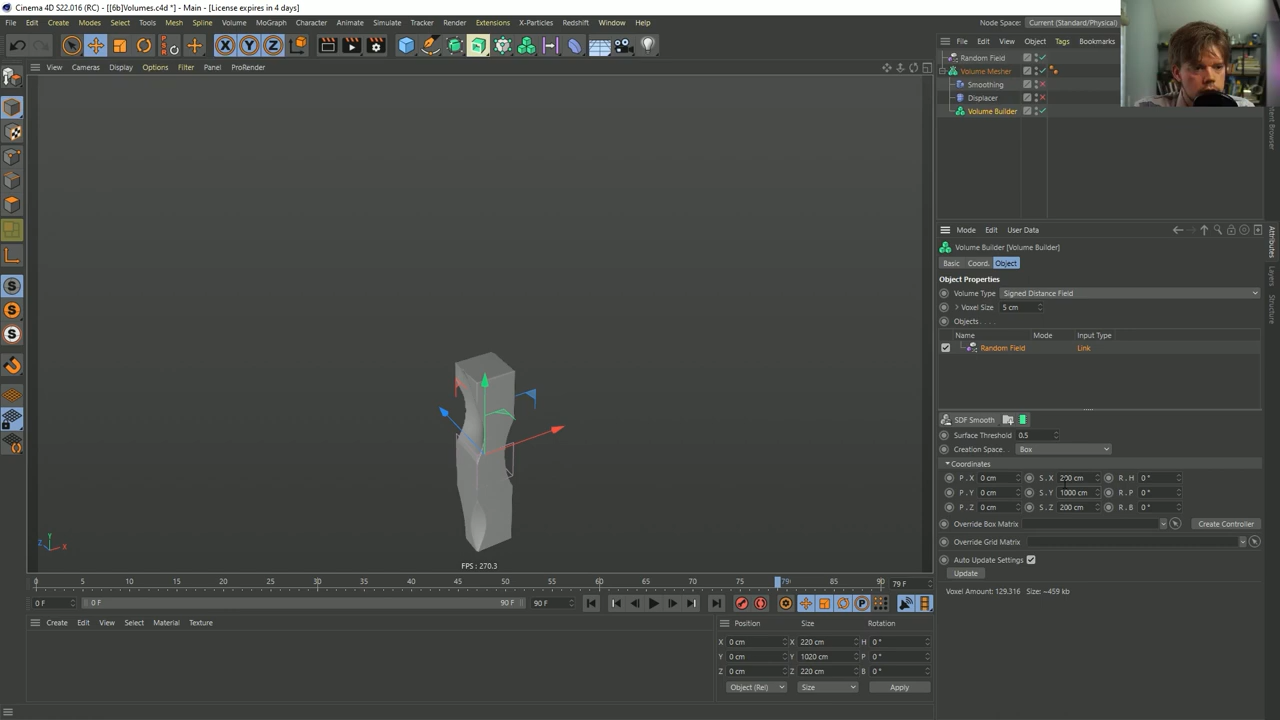 Cinema 4D S22.016 (RC) - [[6b]Volumes.c4d *] - Main - [License expires in 4 days]
File Edit Create Modes Select Tools Mesh Spline Volume MoGraph Character Animate Simulate Tracker Render Extensions X-Particles Redshift Window Help
Node Space: Current (Standard/Physical)
File Edit View Object Tags Bookmarks
View Cameras Display Options Filter Panel ProRender
Random Field
Volume Mesher
Smoothing
Displacer
Volume Builder
Mode Edit User Data
Volume Builder [Volume Builder]
Basic Coord. Object
Object Properties
Volume Type Signed Distance Field
Voxel Size 5 cm
Objects . . . .
Name Mode Input Type
Random Field Link
SDF Smooth
Surface Threshold 0.5
Creation Space. . Box
Coordinates
P . X 0 cm S . X 200 cm R . H 0 °
P . Y 0 cm S . Y 1000 cm R . P 0 °
P . Z 0 cm S . Z 200 cm R . B 0 °
Override Box Matrix Create Controller
Override Grid Matrix
Auto Update Settings
Update
Voxel Amount: 129.316 Size: ~459 kb
Attributes
Layers
Structure
Y
Z X
FPS : 270.3
0 5 10 15 20 25 30 35 40 45 50 55 60 65 70 75 79 85 90 79 F
0 F 0 F 90 F 90 F
Create Edit View Select Material Texture
Position Size Rotation
X 0 cm X 220 cm H 0 °
Y 0 cm Y 1020 cm P 0 °
Z 0 cm Z 220 cm B 0 °
Object (Rel) Size Apply